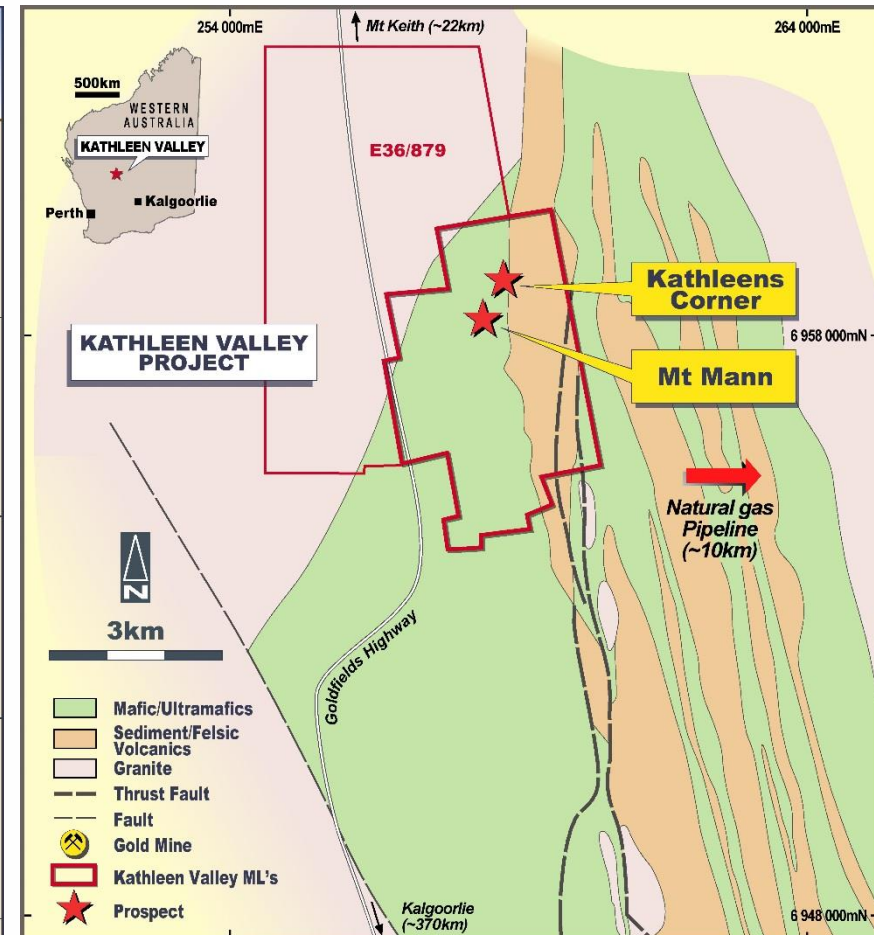 254 000mE
Mt Keith (~22km)
264 000mE
500km
WESTERN
AUSTRALIA
KATHLEEN VALLEY
Kalgoorlie
Perth
E36/879
Kathleens
Corner
6 958 000mN
KATHLEEN VALLEY
PROJECT
Mt Mann
Natural gas
Pipeline
(~10km)
N
3km
Goldfields Highway
Mafic/Ultramafics
Sediment/Felsic
Volcanics
Granite
Thrust Fault
Fault
Gold Mine
Kathleen Valley ML's
Prospect
Kalgoorlie
(~370km)
6 948 000mN